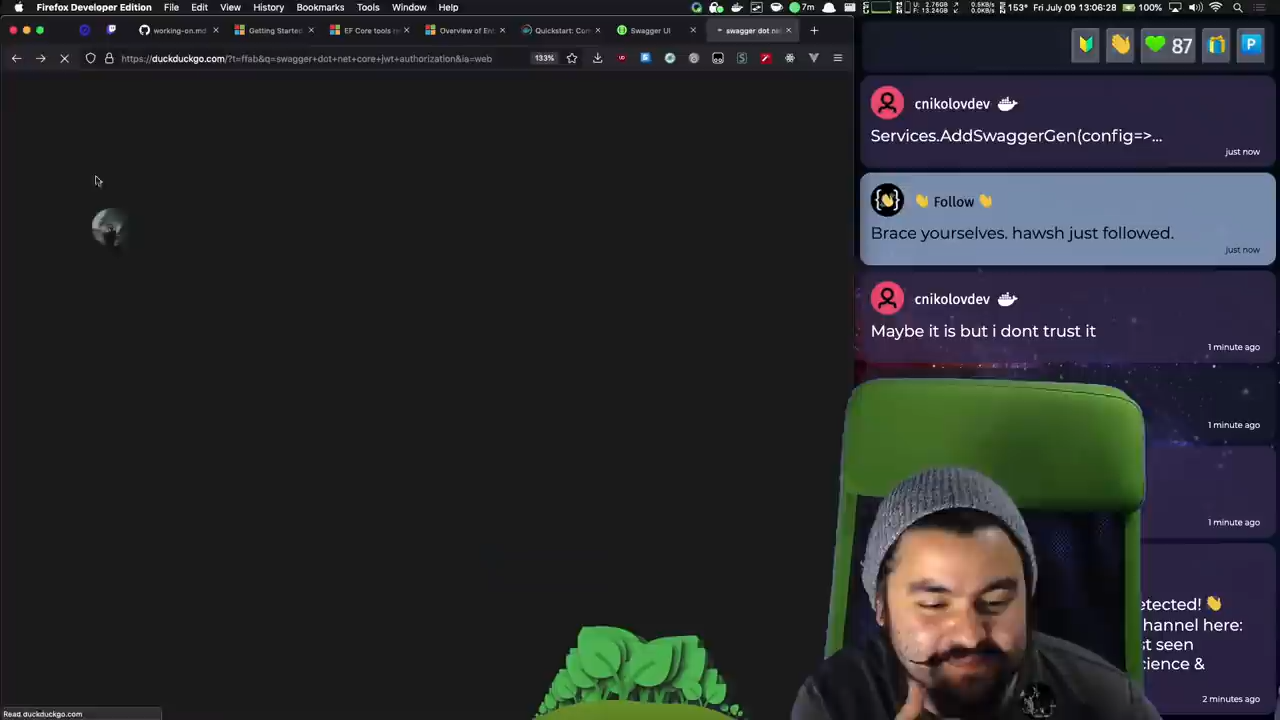 Firefox Developer Edition File Edit View History Bookmarks Tools Window Help
7m 153° Fri July 09 13:06:28 100%
working-on.md Getting Started EF Core tools re Overview of En Quickstart: Con Swagger UI swagger dot ne
https://duckduckgo.com/?t=ffab&q=swagger+dot+net+core+jwt+authorization&ia=web 133%
87
cnikolovdev
Services.AddSwaggerGen(config=>...
just now
Follow
Brace yourselves. hawsh just followed.
just now
cnikolovdev
Maybe it is but i dont trust it
1 minute ago
1 minute ago
1 minute ago
etected!
hannel here:
st seen
cience &
2 minutes ago
Read duckduckgo.com